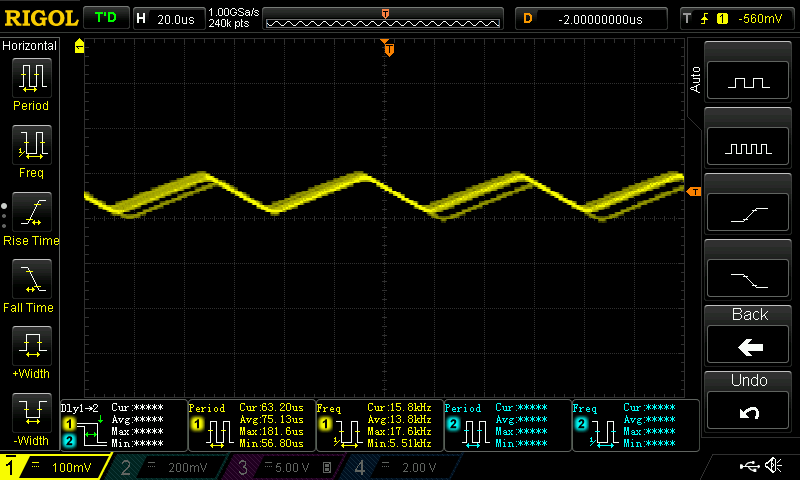 RIGOL T'D H 20.0us 1.00GSa/s 240k pts T D -2.00000000us T 1 -560mV
Horizontal
T
Auto
Period
Freq
T
Rise Time
Fall Time
Back
+Width
Undo
-Width
Dly1→2 Cur:***** Avg:***** Max:***** Min:*****
1
2
Period Cur:63.20us Avg:75.13us Max:181.6us Min:56.80us
1
Freq Cur:15.8kHz Avg:13.8kHz Max:17.6kHz Min:5.51kHz
1
Period Cur:***** Avg:***** Max:***** Min:*****
2
Freq Cur:***** Avg:***** Max:***** Min:*****
2
1 100mV 2 200mV 3 5.00 V B 4 2.00 V